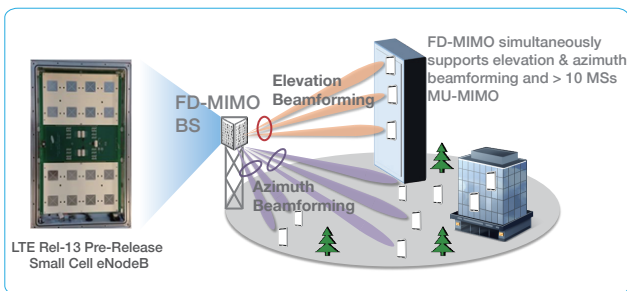 FD-MIMO simultaneously
supports elevation & azimuth
beamforming and > 10 MSs
MU-MIMO
Elevation
Beamforming
FD-MIMO
BS
Azimuth
Beamforming
LTE Rel-13 Pre-Release
Small Cell eNodeB